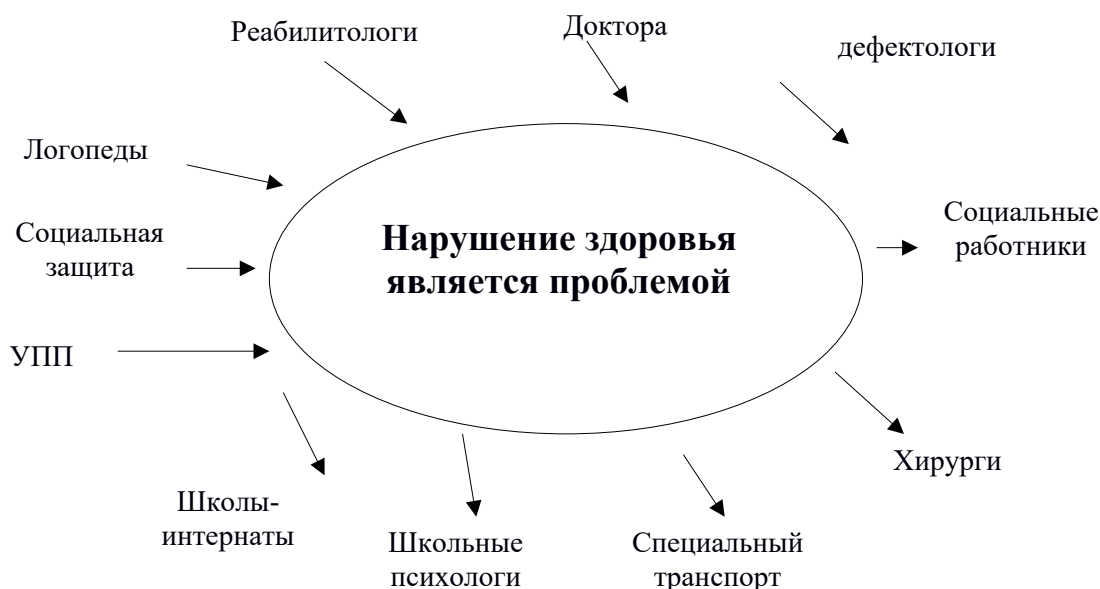 Реабилитологи
Доктора
дефектологи
Логопеды
Социальная
защита
Нарушение здоровья
является проблемой
Социальные
работники
УПП
Хирурги
Школы-
интернаты
Школьные
психологи
Специальный
транспорт